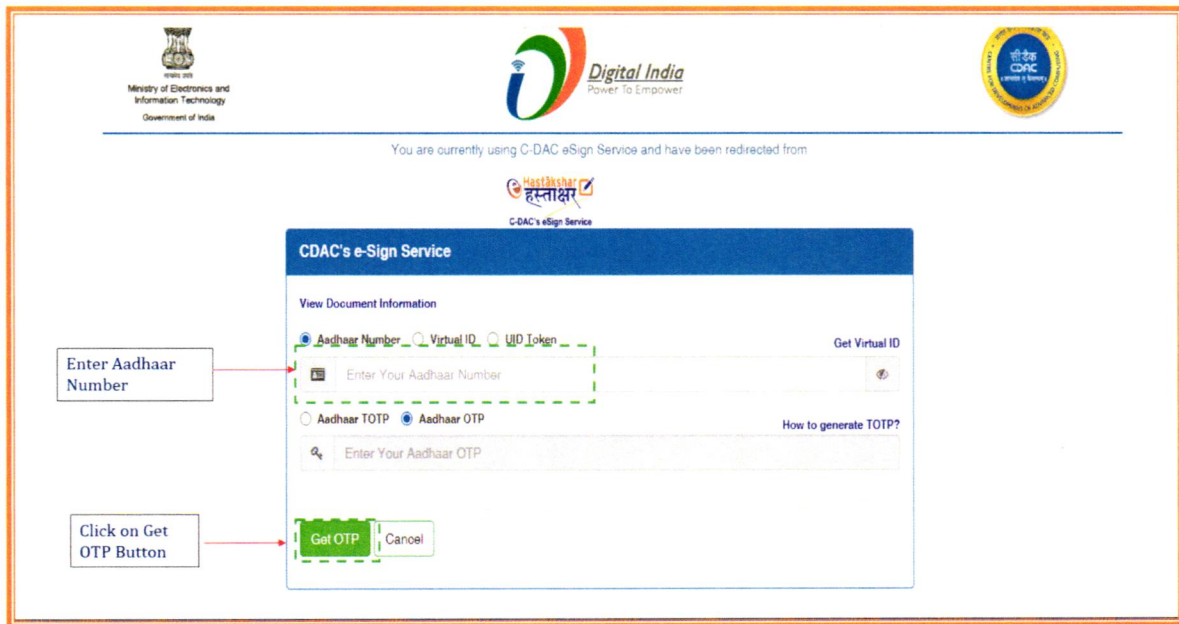 Ministry of Electronics and
Information Technology
Government of India
Digital India
Power To Empower
सी डैक
CDAC
You are currently using C-DAC eSign Service and have been redirected from
eHastākshar
हस्ताक्षर
C-DAC's eSign Service
CDAC's e-Sign Service
View Document Information
Aadhaar Number Virtual ID UID Token
Get Virtual ID
Enter Aadhaar
Number
Enter Your Aadhaar Number
Aadhaar TOTP Aadhaar OTP
How to generate TOTP?
Enter Your Aadhaar OTP
Click on Get
OTP Button
Get OTP Cancel